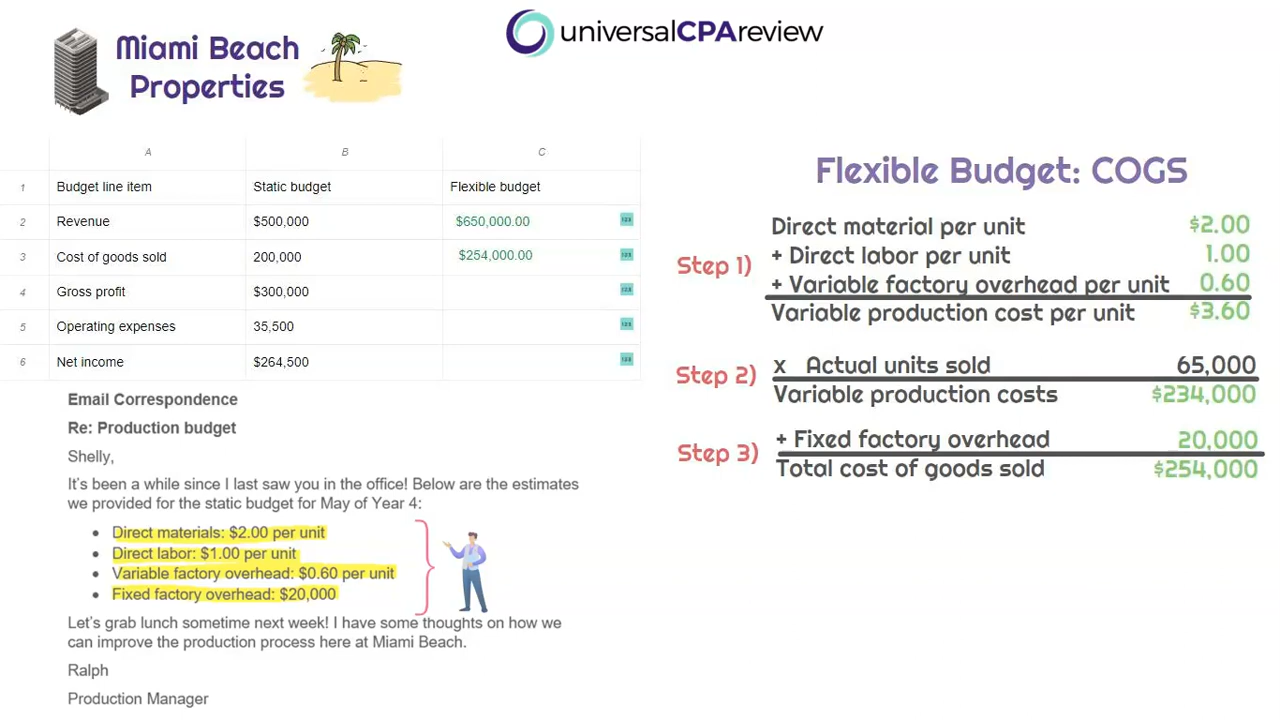 Miami Beach
Properties
universalCPAreview
A B C
1 Budget line item Static budget Flexible budget
2 Revenue $500,000 $650,000.00 123
3 Cost of goods sold 200,000 $254,000.00 123
4 Gross profit $300,000 123
5 Operating expenses 35,500 123
6 Net income $264,500 123
Email Correspondence
Re: Production budget
Shelly,
It's been a while since I last saw you in the office! Below are the estimates
we provided for the static budget for May of Year 4:
• Direct materials: $2.00 per unit
• Direct labor: $1.00 per unit
• Variable factory overhead: $0.60 per unit
• Fixed factory overhead: $20,000
Let's grab lunch sometime next week! I have some thoughts on how we
can improve the production process here at Miami Beach.
Ralph
Production Manager
Flexible Budget: COGS
Step 1)
Direct material per unit $2.00
+ Direct labor per unit 1.00
+ Variable factory overhead per unit 0.60
Variable production cost per unit $3.60
Step 2)
x Actual units sold 65,000
Variable production costs $234,000
Step 3)
+ Fixed factory overhead 20,000
Total cost of goods sold $254,000